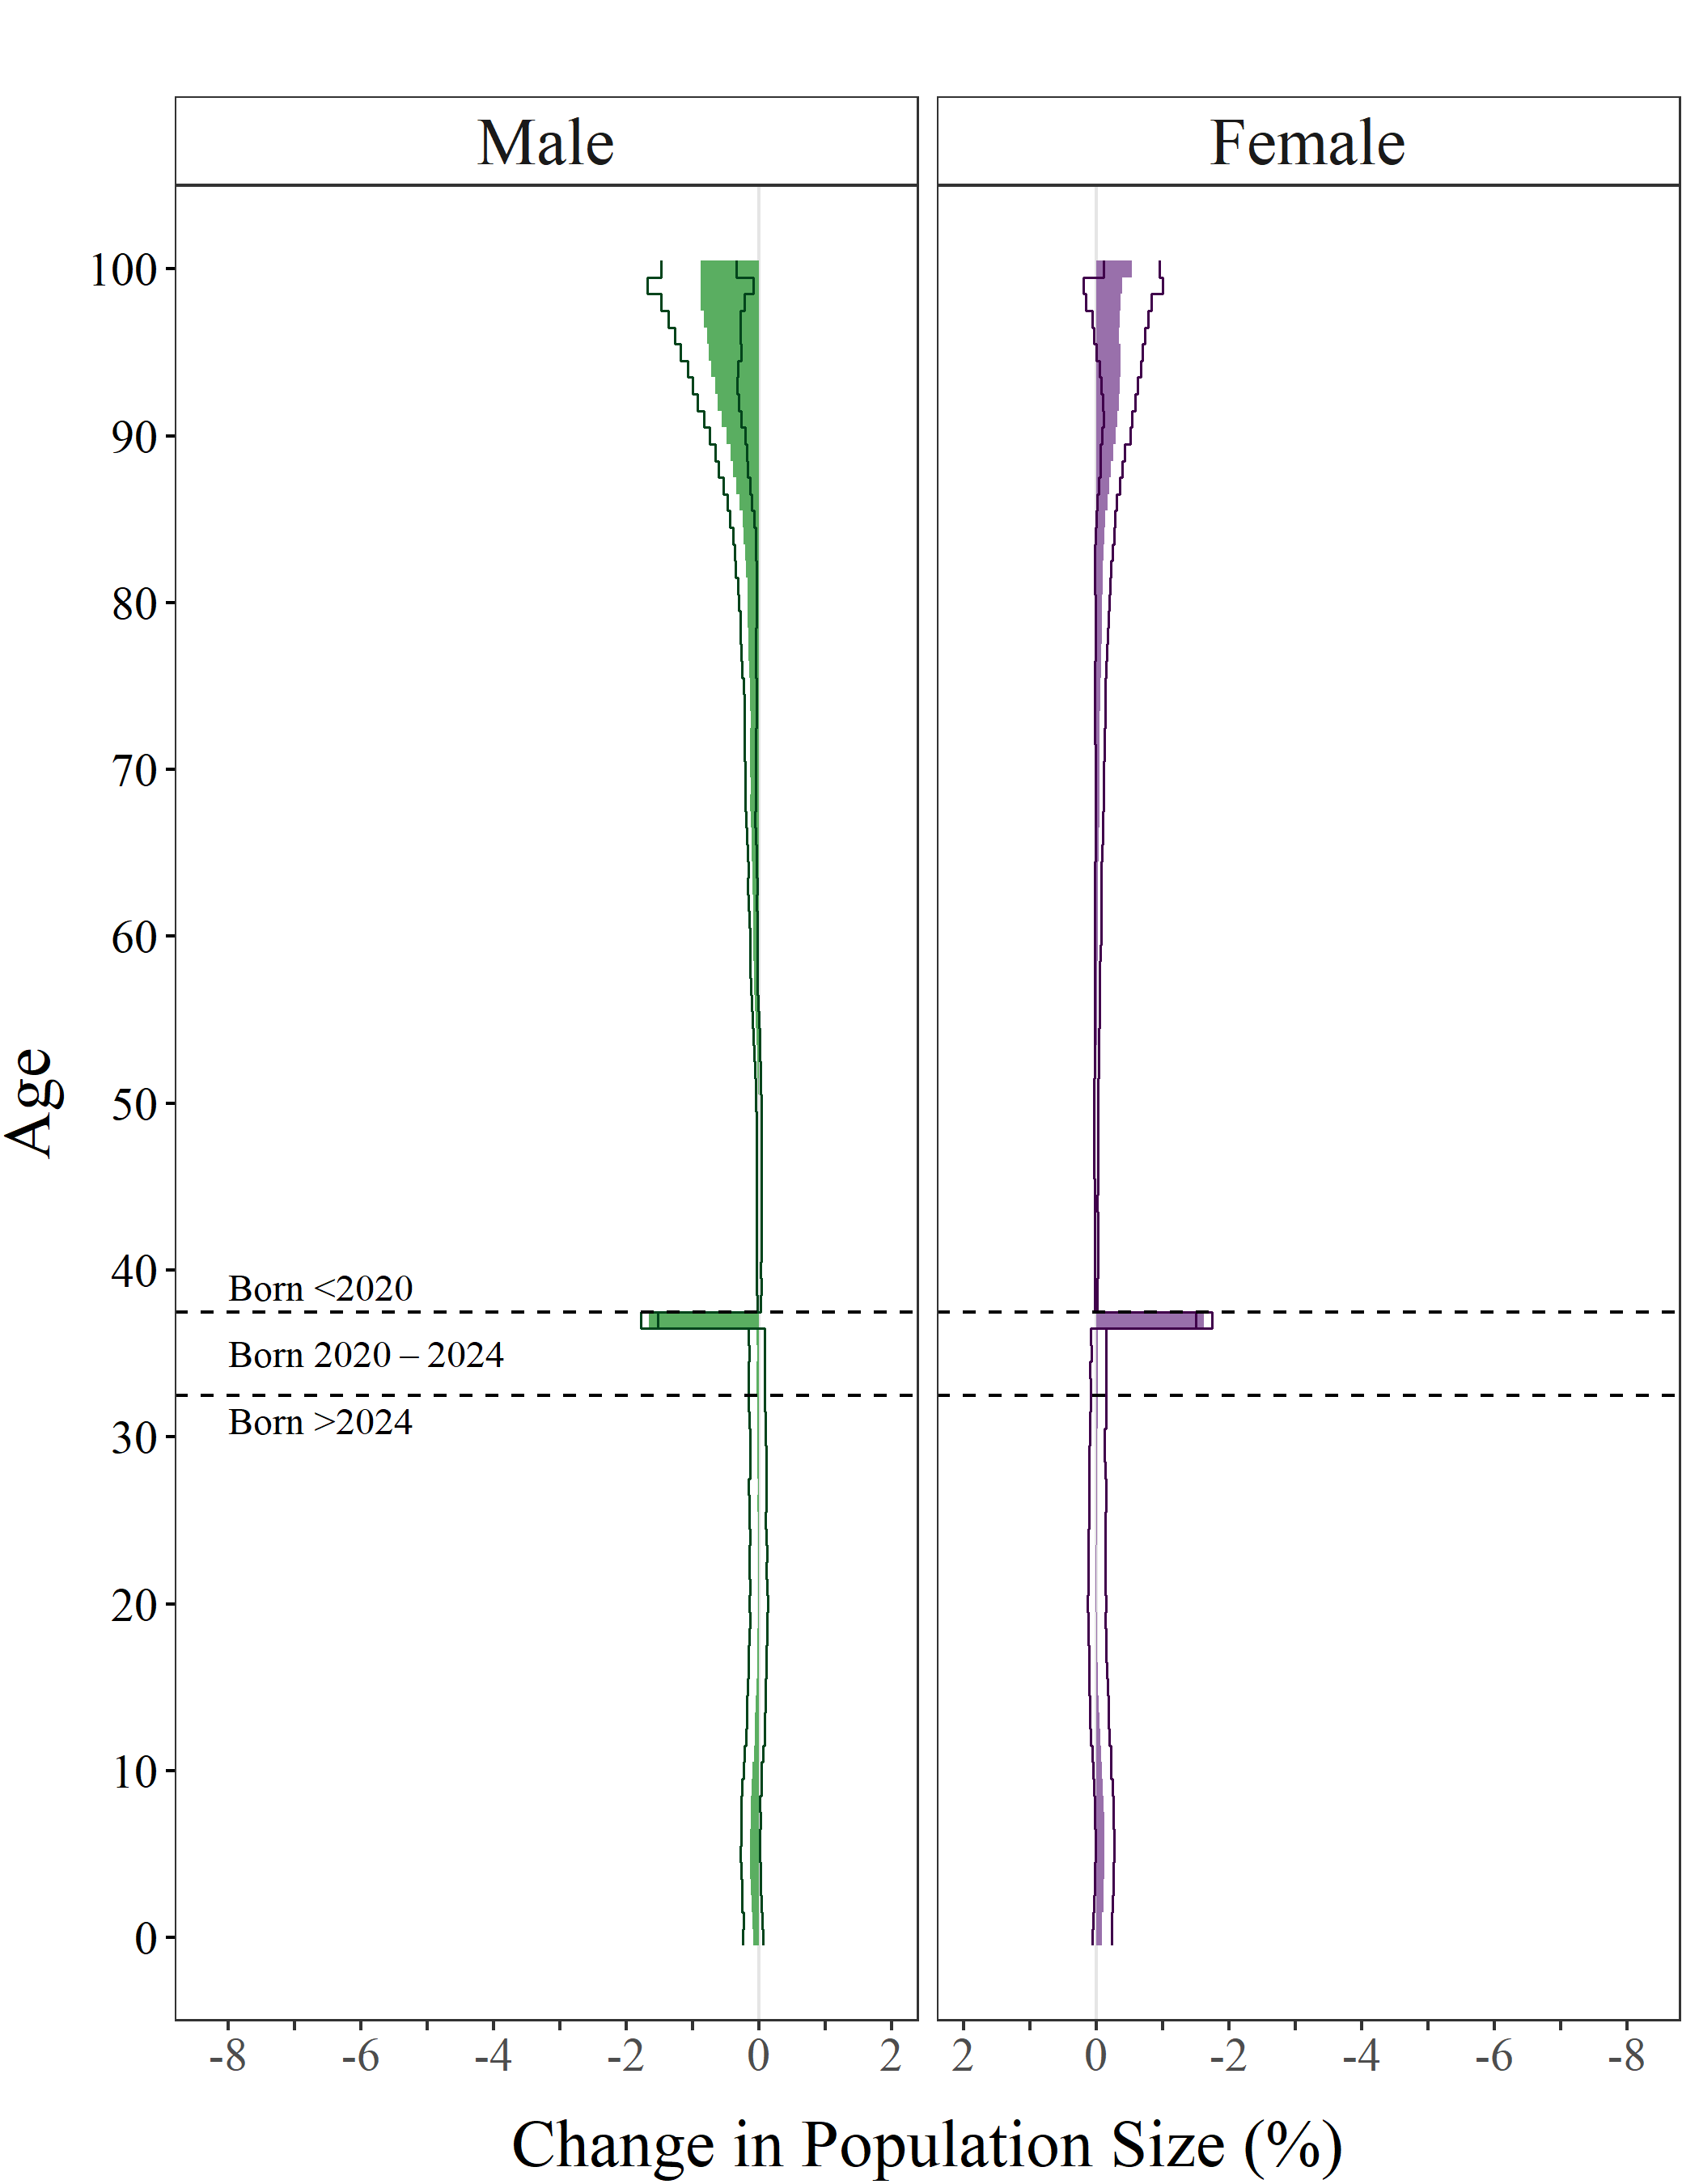 Male Female
100
90
80
70
60
50
40
30
20
10
0
Age
Born <2020
Born 2020 – 2024
Born >2024
-8 -6 -4 -2 0 2 2 0 -2 -4 -6 -8
Change in Population Size (%)